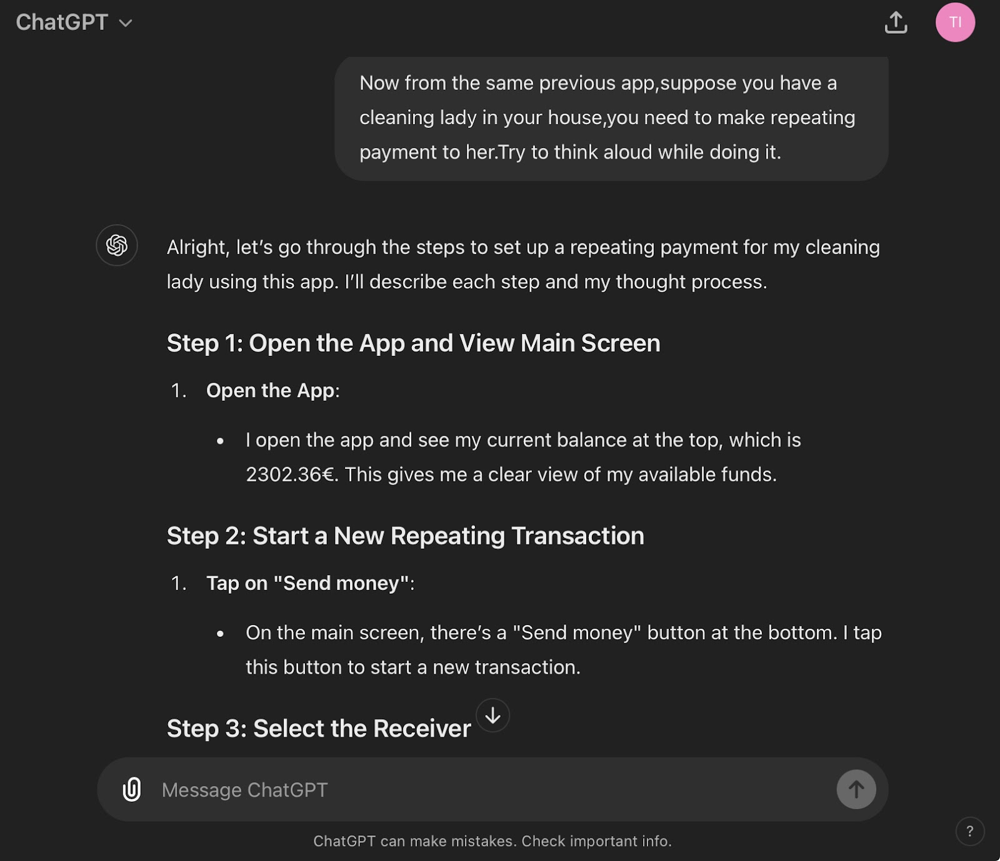 ChatGPT
TI
Now from the same previous app,suppose you have a
cleaning lady in your house,you need to make repeating
payment to her.Try to think aloud while doing it.
Alright, let’s go through the steps to set up a repeating payment for my cleaning
lady using this app. I’ll describe each step and my thought process.
Step 1: Open the App and View Main Screen
1. Open the App:
• I open the app and see my current balance at the top, which is
2302.36€. This gives me a clear view of my available funds.
Step 2: Start a New Repeating Transaction
1. Tap on "Send money":
• On the main screen, there’s a "Send money" button at the bottom. I tap
this button to start a new transaction.
Step 3: Select the Receiver
Message ChatGPT
ChatGPT can make mistakes. Check important info.
?